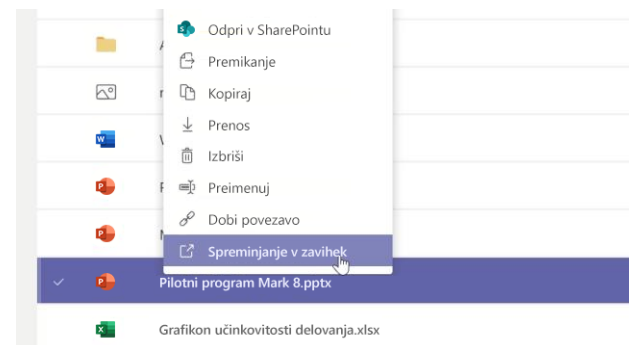 Odpri v SharePointu
Premikanje
Kopiraj
Prenos
Izbriši
Preimenuj
Dobi povezavo
Spreminjanje v zavihek
Pilotni program Mark 8.pptx
Grafikon učinkovitosti delovanja.xlsx